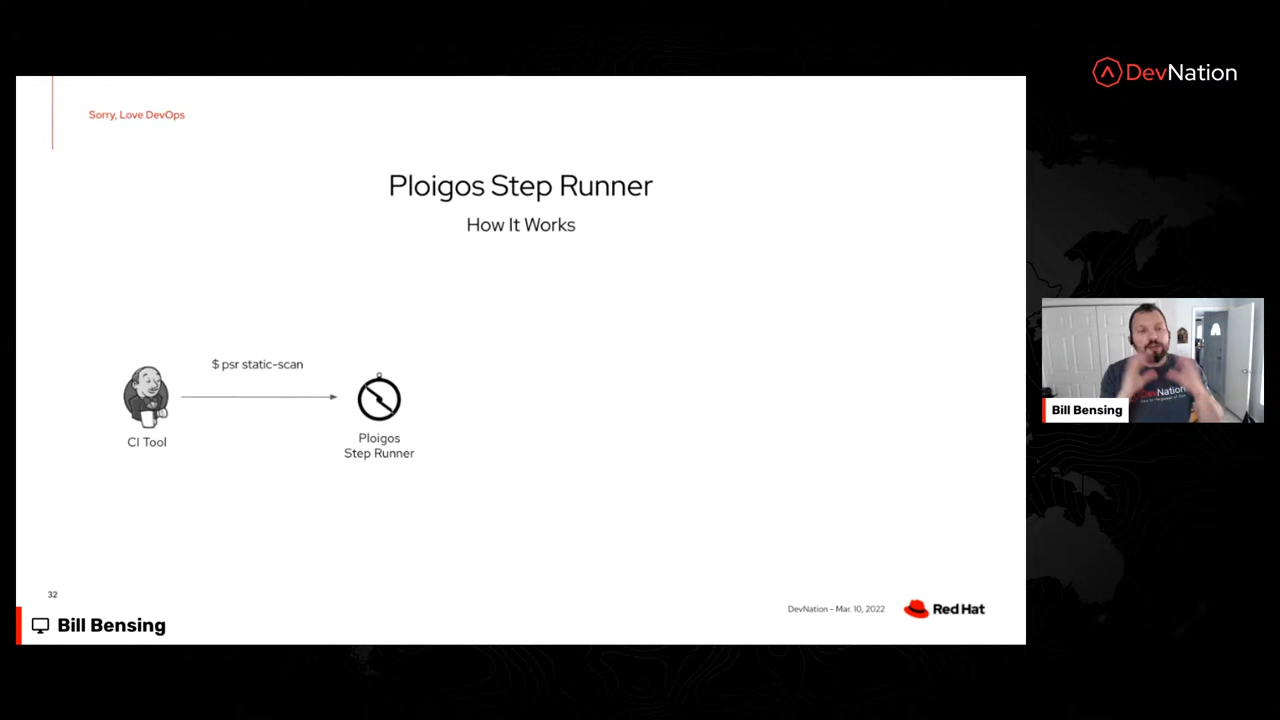 DevNation
Sorry, Love DevOps
Ploigos Step Runner
How It Works
$ psr static-scan
CI Tool
Ploigos
Step Runner
DevNation
Bill Bensing
32
DevNation - Mar. 10, 2022
Red Hat
Bill Bensing